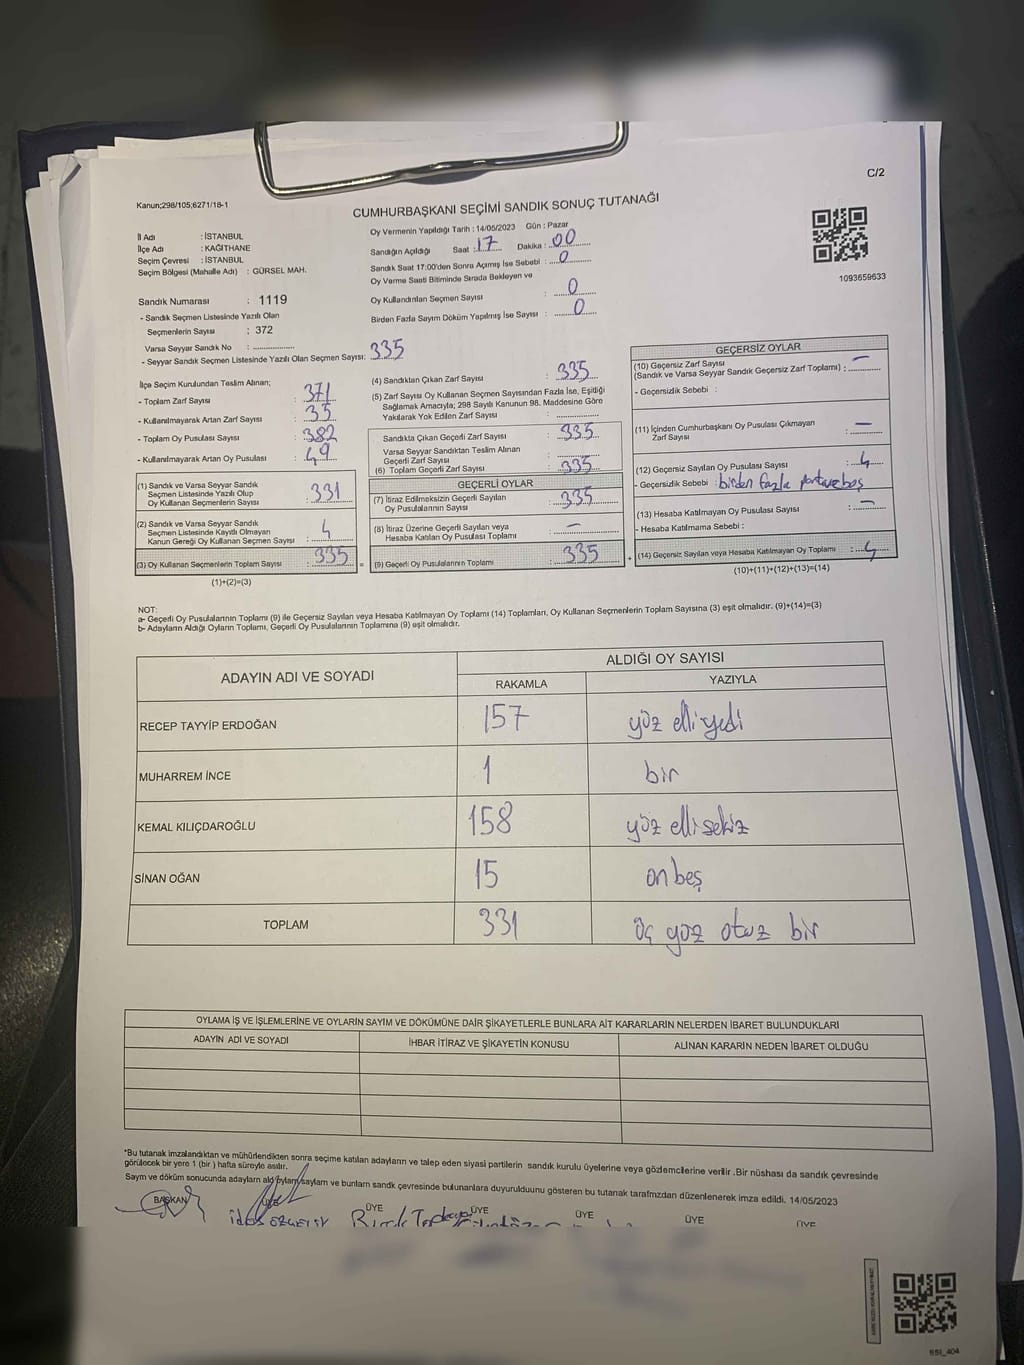 C/2
Kanun;298/105;6271/16-1
CUMHURBAŞKANI SEÇİMİ SANDIK SONUÇ TUTANAĞI
İl Adı : İSTANBUL
İlçe Adı : KAĞITHANE
Seçim Çevresi : İSTANBUL
Seçim Bölgesi (Mahalle Adı) : GÜRSEL MAH.
Sandık Numarası : 1119
- Sandık Seçmen Listesinde Yazılı Olan
Seçmenlerin Sayısı : 372
Varsa Seyyar Sandık No :
- Seyyar Sandık Seçmen Listesinde Yazılı Olan Seçmen Sayısı: 335
Oy Vermenin Yapıldığı Tarih : 14/05/2023 Gün : Pazar
Sandığın Açıldığı Saat : 17 Dakika : 00
Sandık Saat 17:00'den Sonra Açmış İse Sebebi : 0
Oy Verme Saati Bitiminde Sırada Bekleyen ve
Oy Kullandırılan Seçmen Sayısı : 0
Birden Fazla Sayım Döküm Yapılmış İse Sayısı : 0
1093659633
İlçe Seçim Kurulundan Teslim Alınan;
- Toplam Zarf Sayısı : 371
- Kullanılmayarak Artan Zarf Sayısı : 35
- Toplam Oy Pusulası Sayısı : 382
- Kullanılmayarak Artan Oy Pusulası : 49
(1) Sandık ve Varsa Seyyar Sandık
Seçmen Listesinde Yazılı Olup
Oy Kullanan Seçmenlerin Sayısı : 331
(2) Sandık ve Varsa Seyyar Sandık
Seçmen Listesinde Kayıtlı Olmayan
Kanun Gereği Oy Kullanan Seçmen Sayısı : 4
(3) Oy Kullanan Seçmenlerin Toplam Sayısı : 335
(1)+(2)=(3)
(4) Sandıktan Çıkan Zarf Sayısı : 335
(5) Zarf Sayısı Oy Kullanan Seçmen Sayısından Fazla İse, Eşitliği
Sağlamak Amacıyla; 298 Sayılı Kanunun 98. Maddesine Göre
Yakılarak Yok Edilen Zarf Sayısı :
Sandıkta Çıkan Geçerli Zarf Sayısı : 335
Varsa Seyyar Sandıktan Teslim Alınan
Geçerli Zarf Sayısı :
(6) Toplam Geçerli Zarf Sayısı : 335
GEÇERLİ OYLAR
(7) İtiraz Edilmeksizin Geçerli Sayılan
Oy Pusulalarının Sayısı : 335
(8) İtiraz Üzerine Geçerli Sayılan veya
Hesaba Katılan Oy Pusulası Toplamı : -
= (9) Geçerli Oy Pusulalarının Toplamı : 335
GEÇERSİZ OYLAR
(10) Geçersiz Zarf Sayısı
(Sandık ve Varsa Seyyar Sandık Geçersiz Zarf Toplamı) : -
- Geçersizlik Sebebi :
(11) İçinden Cumhurbaşkanı Oy Pusulası Çıkmayan
Zarf Sayısı : -
(12) Geçersiz Sayılan Oy Pusulası Sayısı : 4
- Geçersizlik Sebebi : birden fazla
(13) Hesaba Katılmayan Oy Pusulası Sayısı : -
- Hesaba Katılmama Sebebi :
+ (14) Geçersiz Sayılan veya Hesaba Katılmayan Oy Toplamı : 4
(10)+(11)+(12)+(13)=(14)
NOT:
a- Geçerli Oy Pusulalarının Toplamı (9) ile Geçersiz Sayılan veya Hesaba Katılmayan Oy Toplamı (14) Toplamları, Oy Kullanan Seçmenlerin Toplam Sayısına (3) eşit olmalıdır. (9)+(14)=(3)
b- Adayların Aldığı Oyların Toplamı, Geçerli Oy Pusulalarının Toplamına (9) eşit olmalıdır.
ADAYIN ADI VE SOYADI
ALDIĞI OY SAYISI
RAKAMLA YAZIYLA
RECEP TAYYİP ERDOĞAN 157 yüz elli yedi
MUHARREM İNCE 1 bir
KEMAL KILIÇDAROĞLU 158 yüz elli sekiz
SİNAN OĞAN 15 on beş
TOPLAM 331 üç yüz otuz bir
OYLAMA İŞ VE İŞLEMLERİNE VE OYLARIN SAYIM VE DÖKÜMÜNE DAİR ŞİKAYETLERLE BUNLARA AİT KARARLARIN NELERDEN İBARET BULUNDUKLARI
ADAYIN ADI VE SOYADI İHBAR İTİRAZ VE ŞİKAYETİN KONUSU ALINAN KARARIN NEDEN İBARET OLDUĞU
*Bu tutanak imzalandıktan ve mühürlendikten sonra seçime katılan adayların ve talep eden siyasi partilerin sandık kurulu üyelerine veya gözlemcilerine verilir .Bir nüshası da sandık çevresinde
görülecek bir yere 1 (bir ) hafta süreyle asılır.
Sayım ve döküm sonucunda adayların oyların sayıları ve bunların sandık çevresinde bulunanlara duyurulduunu gösteren bu tutanak tarafımızdan düzenlenerek imza edildi. 14/05/2023
BAŞKAN ÜYE ÜYE ÜYE ÜYE ÜYE ÜYE